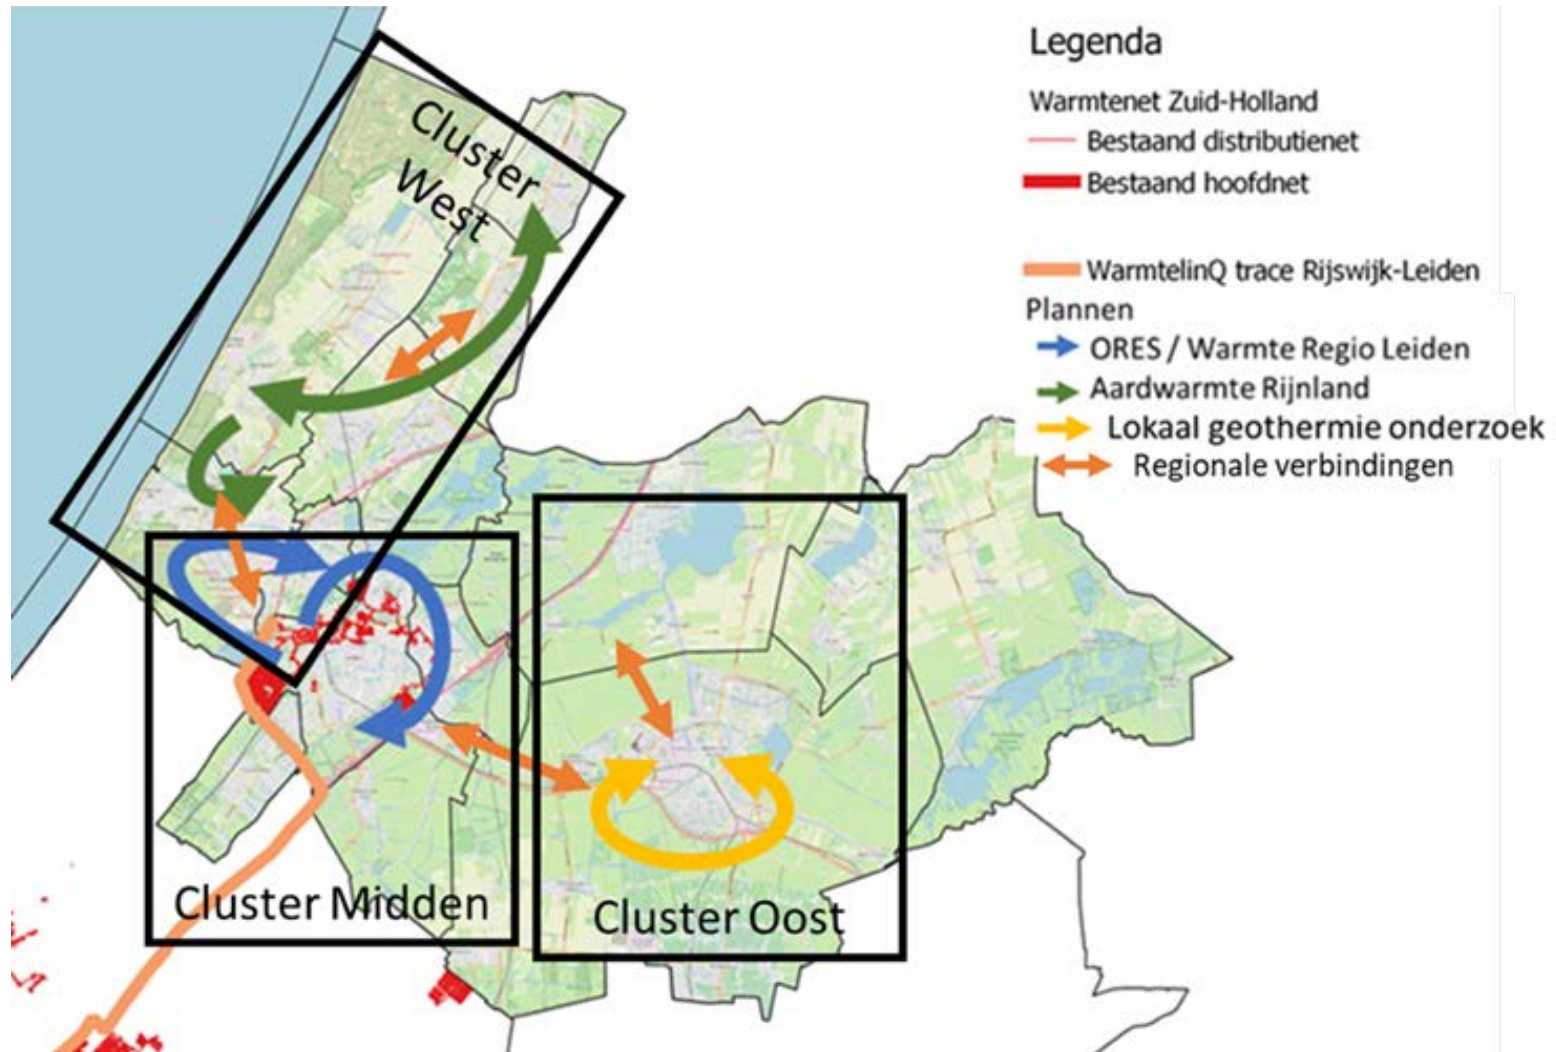 Cluster
West
Legenda
Warmtenet Zuid-Holland
Bestaand distributienet
Bestaand hoofdnet
WarmtelinQ trace Rijswijk-Leiden
Plannen
ORES / Warmte Regio Leiden
Aardwarmte Rijnland
Lokaal geothermie onderzoek
Regionale verbindingen
Cluster Midden
Cluster Oost